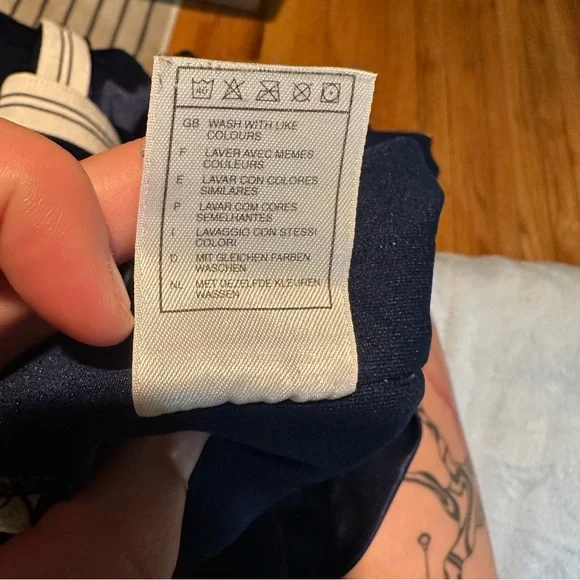 40
GB WASH WITH LIKE
COLOURS
F LAVER AVEC MEMES
COULEURS
E LAVAR CON COLORES
SIMILARES
P LAVAR COM CORES
SEMELHANTES
I LAVAGGIO CON STESSI
COLORI
D MIT GLEICHEN FARBEN
WASCHEN
NL MET DEZELFDE KLEUREN
WASSEN